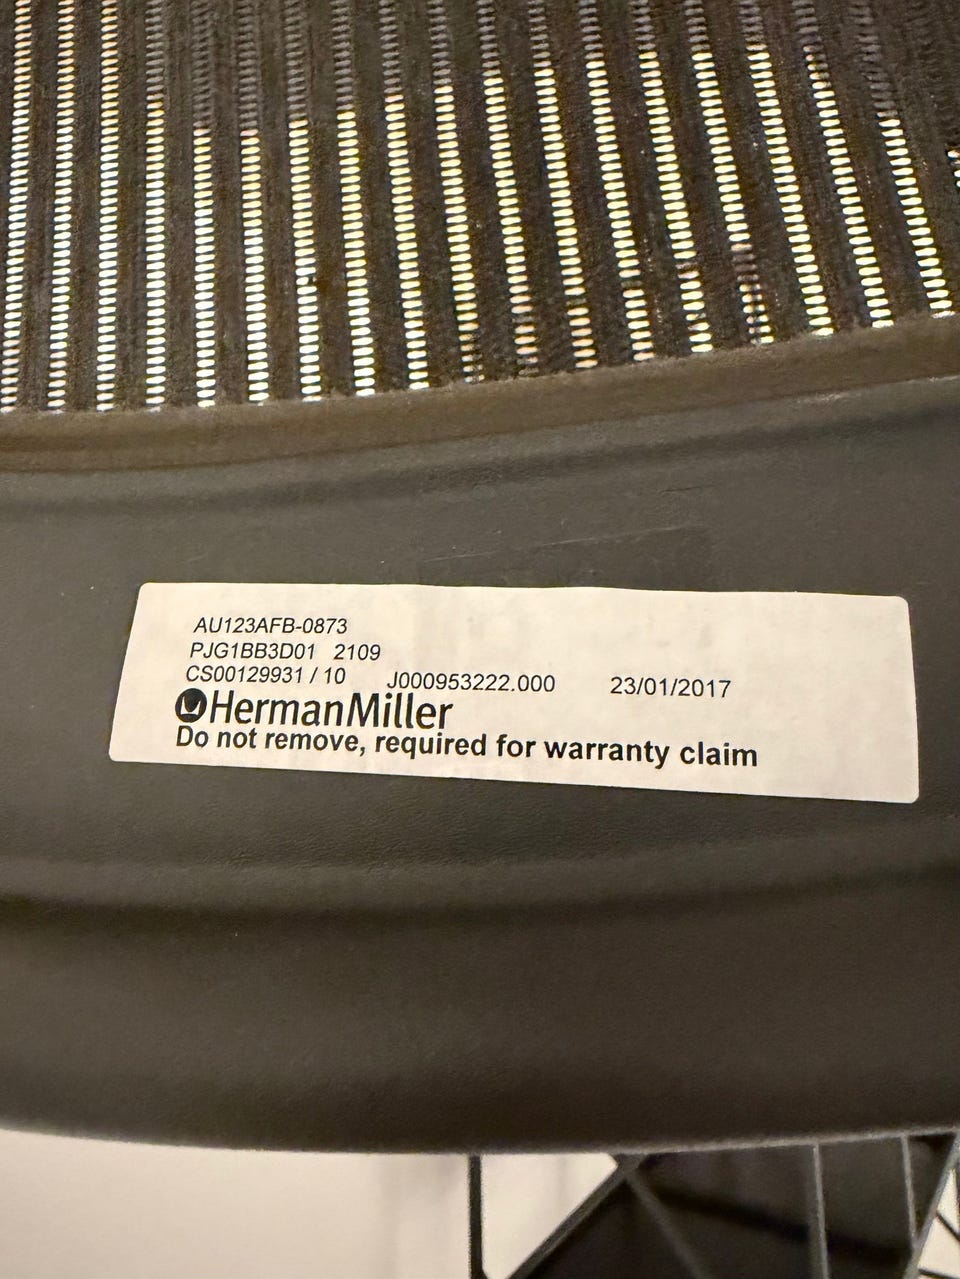 AU123AFB-0873
PJG1BB3D01 2109
CS00129931 / 10 J000953222.000 23/01/2017
HermanMiller
Do not remove, required for warranty claim